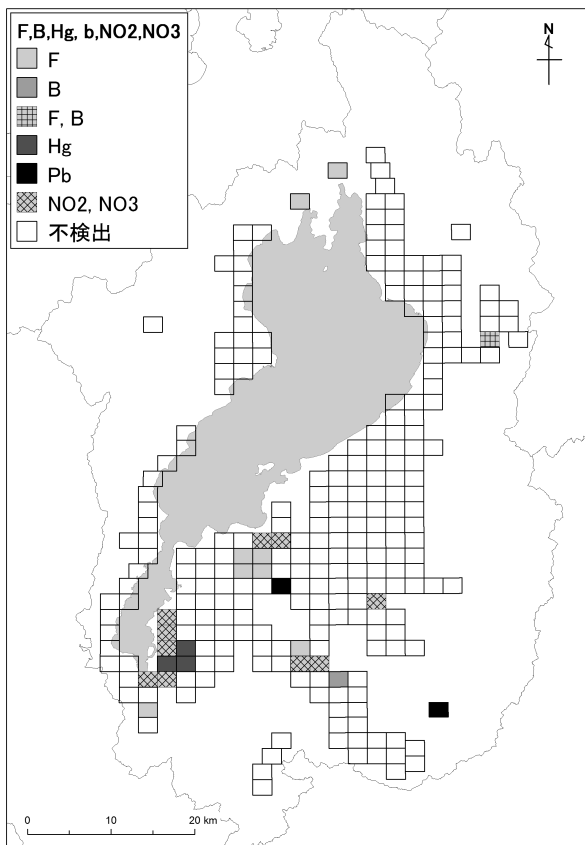 F,B,Hg, b,NO2,NO3
F
B
F, B
Hg
Pb
NO2, NO3
不検出
N
0 10 20 km